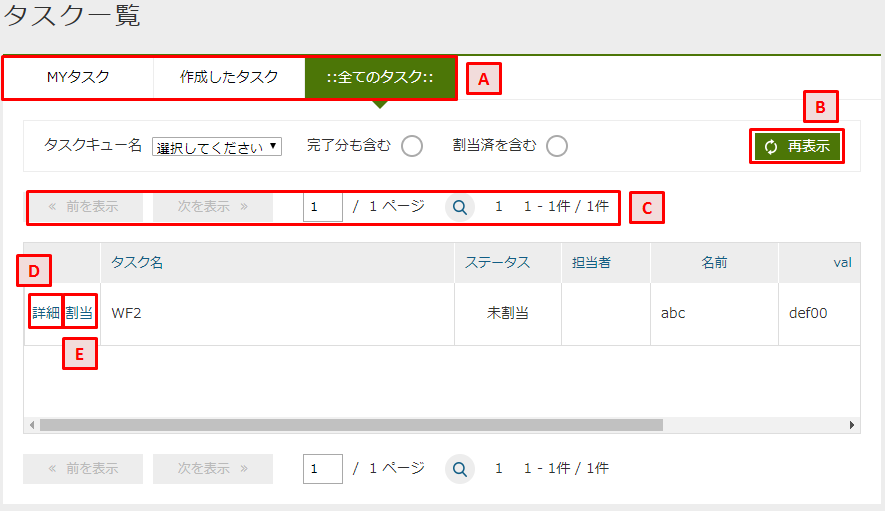 タスク一覧
MYタスク 作成したタスク ::全てのタスク:: A
B
タスクキュー名 選択してください ▼ 完了分も含む 割当済を含む 再表示
« 前を表示 次を表示 » 1 / 1 ページ 1 1 - 1件 / 1件 C
タスク名 ステータス 担当者 名前 val
D
詳細 割当 WF2 未割当 abc def00
E
« 前を表示 次を表示 » 1 / 1 ページ 1 1 - 1件 / 1件